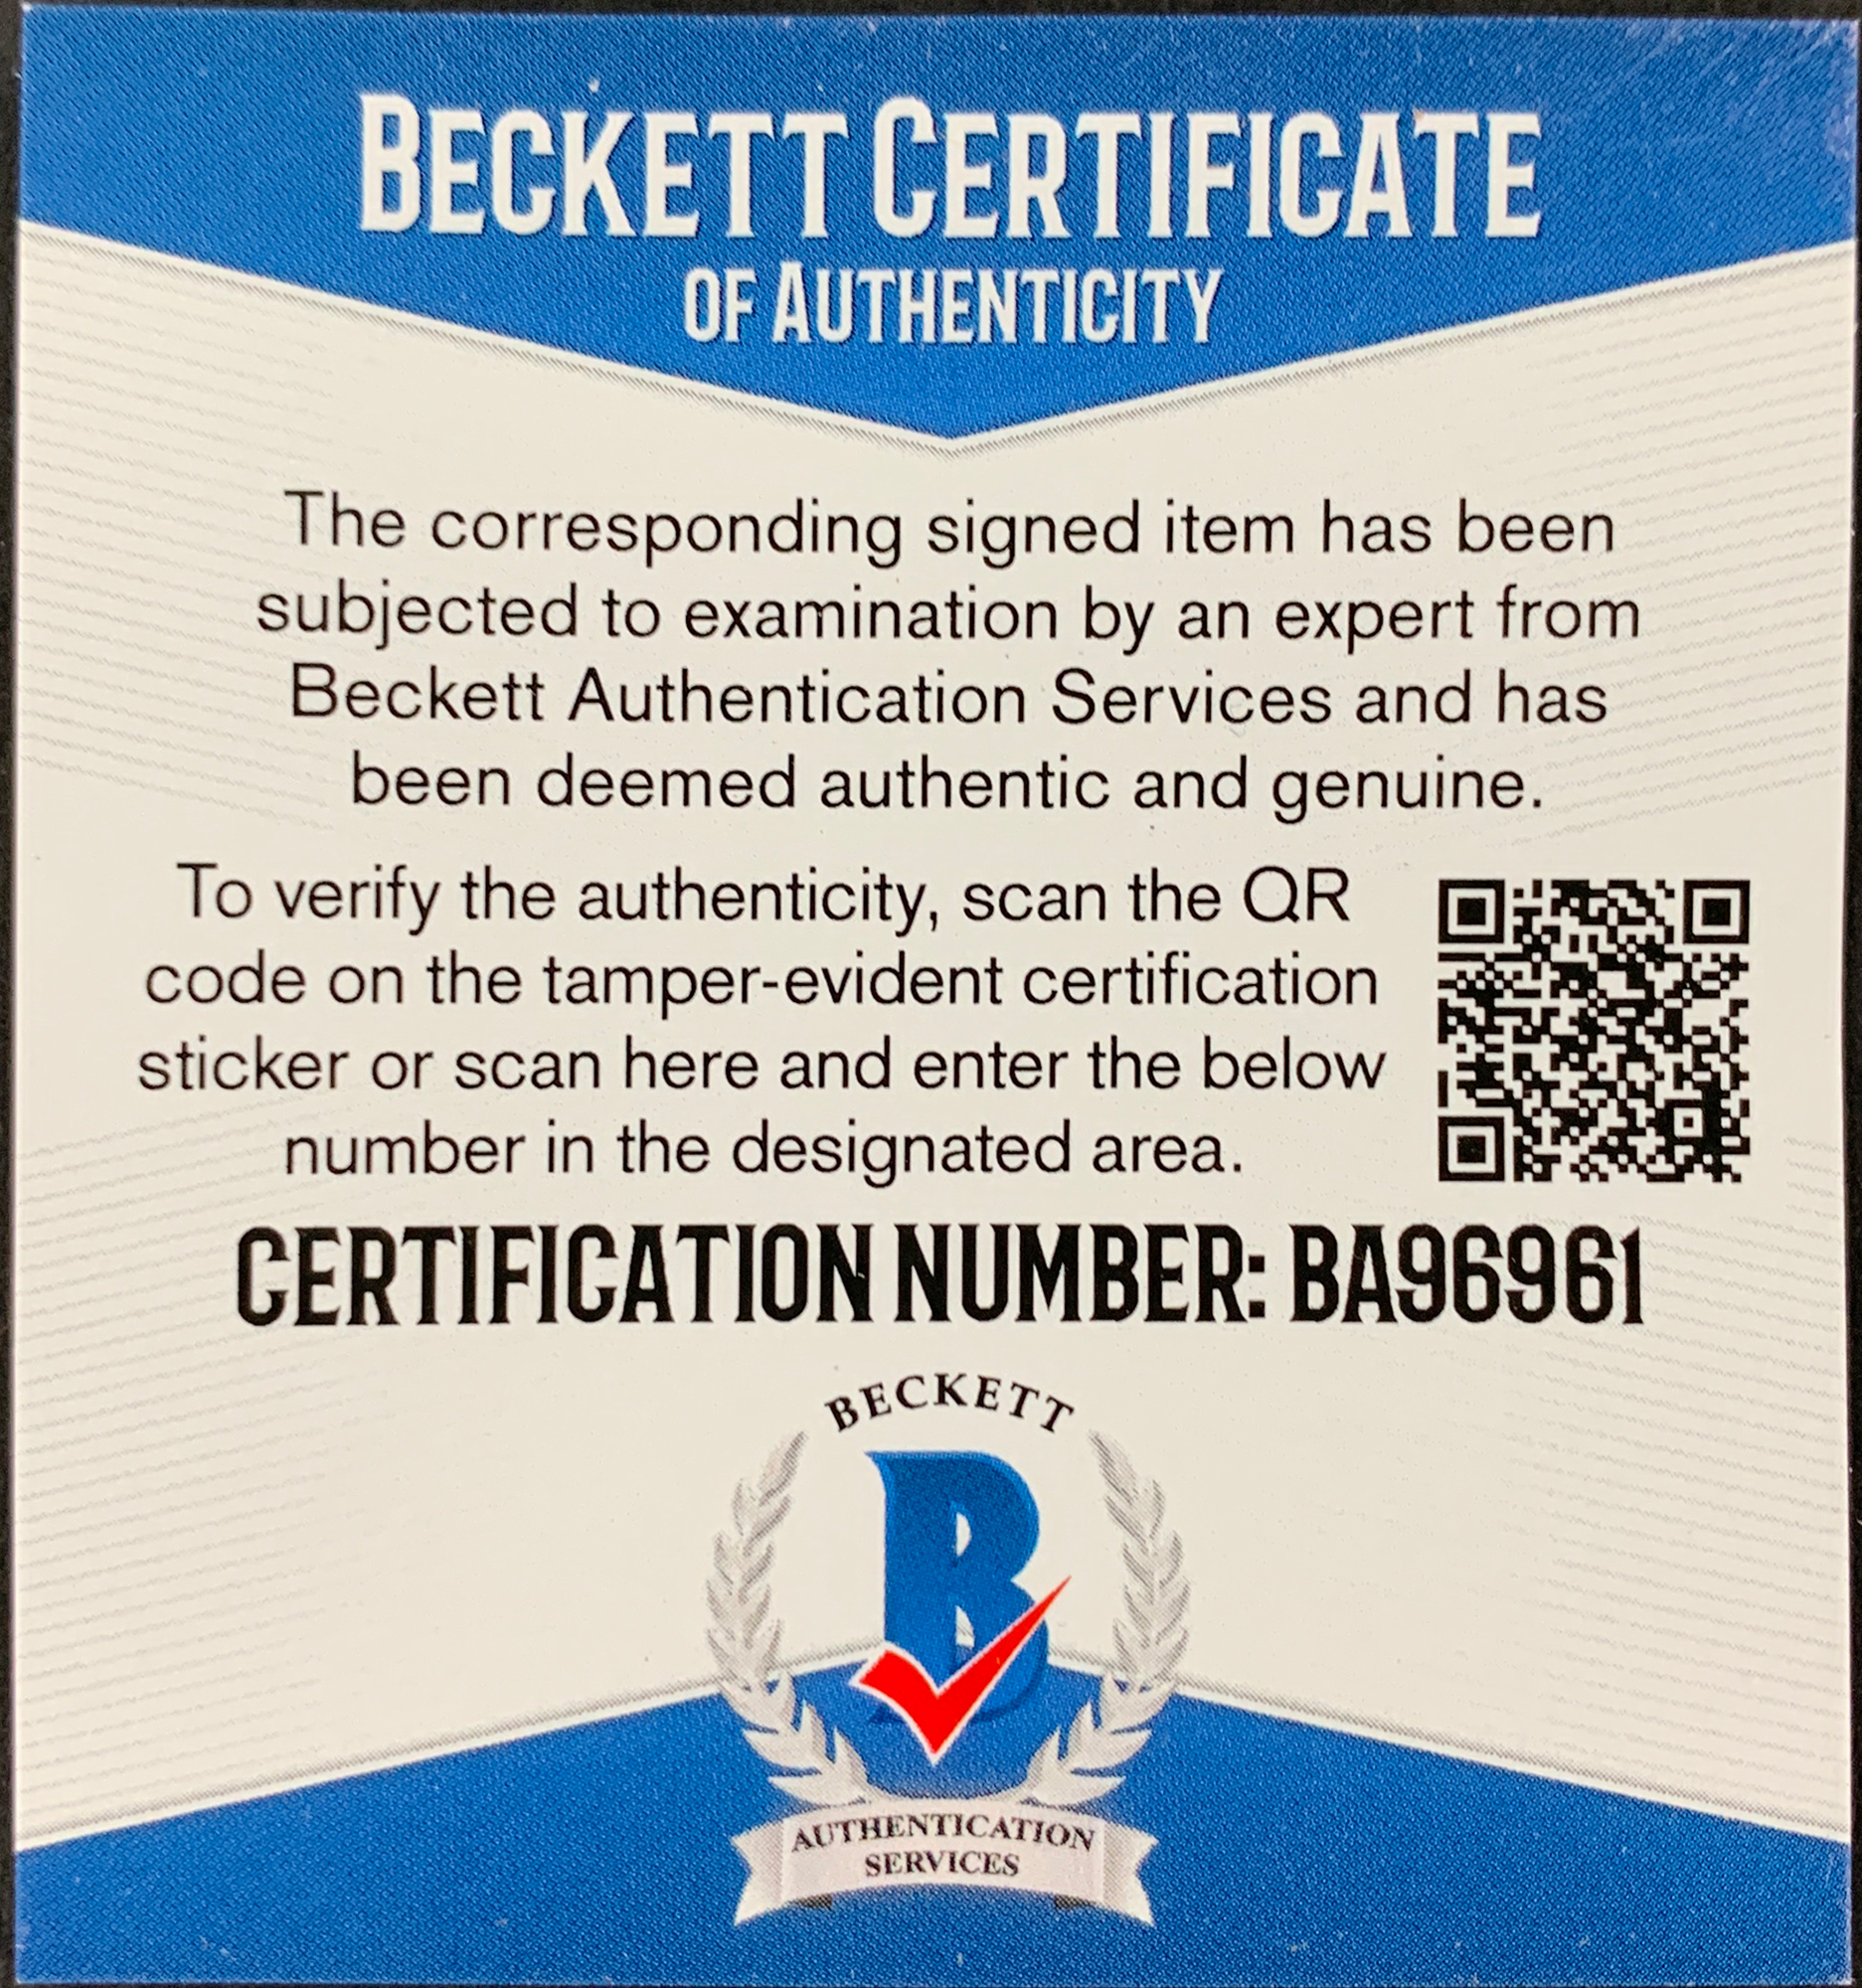 BECKETT CERTIFICATE
OF AUTHENTICITY
The corresponding signed item has been
subjected to examination by an expert from
Beckett Authentication Services and has
been deemed authentic and genuine.
To verify the authenticity, scan the QR
code on the tamper-evident certification
sticker or scan here and enter the below
number in the designated area.
CERTIFICATION NUMBER: BA96961
BECKETT
B
AUTHENTICATION
SERVICES